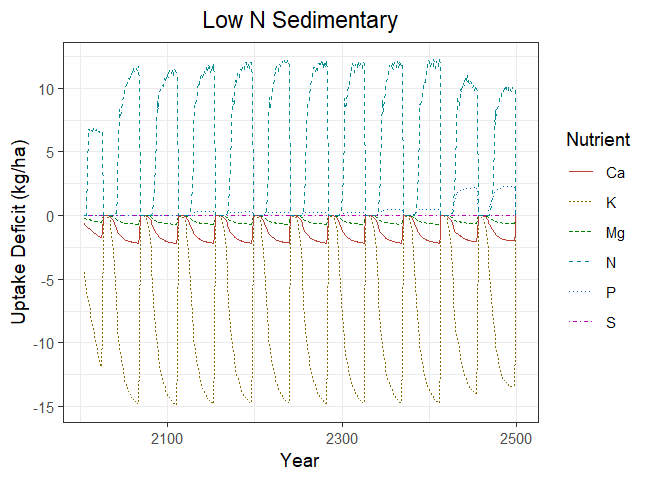 Low N Sedimentary
Uptake Deficit (kg/ha)
10
5
0
-5
-10
-15
2100
2300
2500
Year
Nutrient
Ca
K
Mg
N
P
S